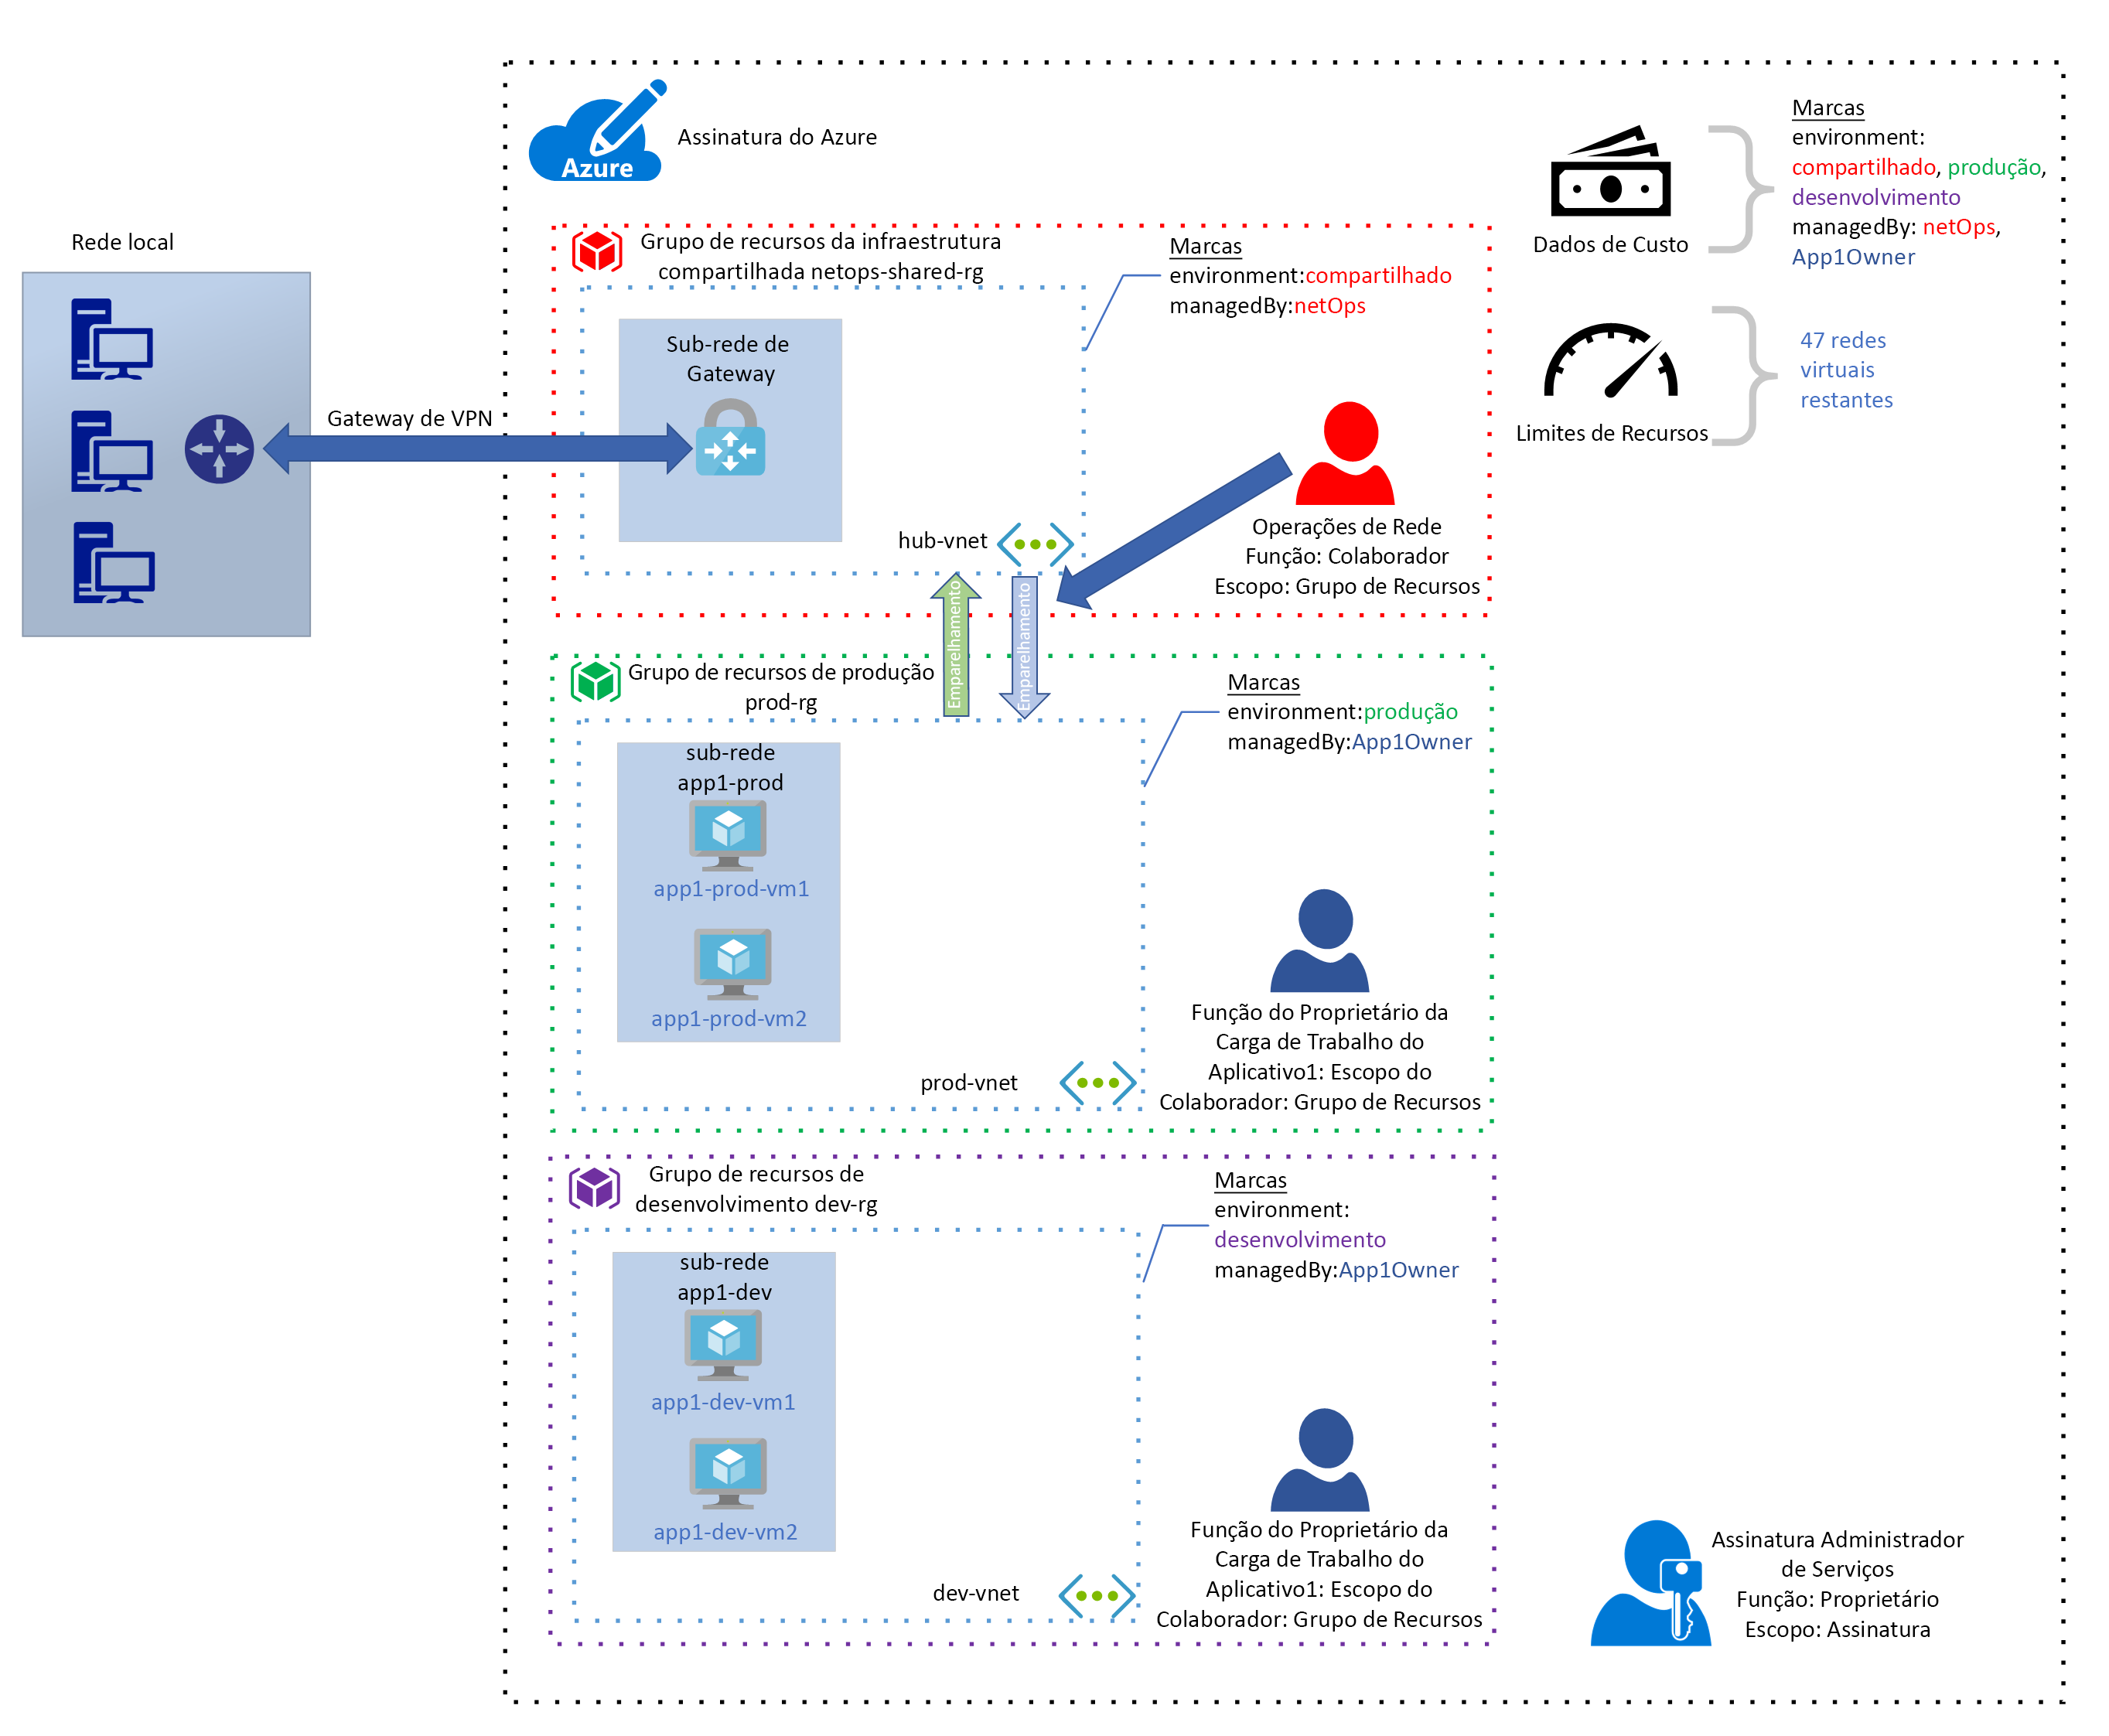 Assinatura do Azure
Azure
Marcas
environment:
compartilhado, produção,
desenvolvimento
managedBy: netOps,
App1Owner
Dados de Custo
47 redes
virtuais
restantes
Limites de Recursos
Rede local
Gateway de VPN
Grupo de recursos da infraestrutura
compartilhada netops-shared-rg
Marcas
environment:compartilhado
managedBy:netOps
Sub-rede de
Gateway
hub-vnet
Operações de Rede
Função: Colaborador
Escopo: Grupo de Recursos
Emparelhamento
Emparelhamento
Grupo de recursos de produção
prod-rg
Marcas
environment:produção
managedBy:App1Owner
sub-rede
app1-prod
app1-prod-vm1
app1-prod-vm2
prod-vnet
Função do Proprietário da
Carga de Trabalho do
Aplicativo1: Escopo do
Colaborador: Grupo de Recursos
Grupo de recursos de
desenvolvimento dev-rg
Marcas
environment:
desenvolvimento
managedBy:App1Owner
sub-rede
app1-dev
app1-dev-vm1
app1-dev-vm2
dev-vnet
Função do Proprietário da
Carga de Trabalho do
Aplicativo1: Escopo do
Colaborador: Grupo de Recursos
Assinatura Administrador
de Serviços
Função: Proprietário
Escopo: Assinatura